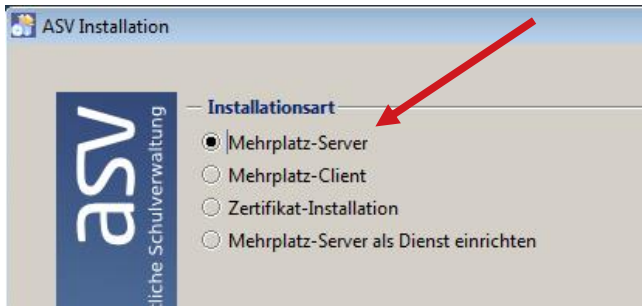 ASV Installation
Installationsart
Mehrplatz-Server
Mehrplatz-Client
Zertifikat-Installation
Mehrplatz-Server als Dienst einrichten
asv
liche Schulverwaltung